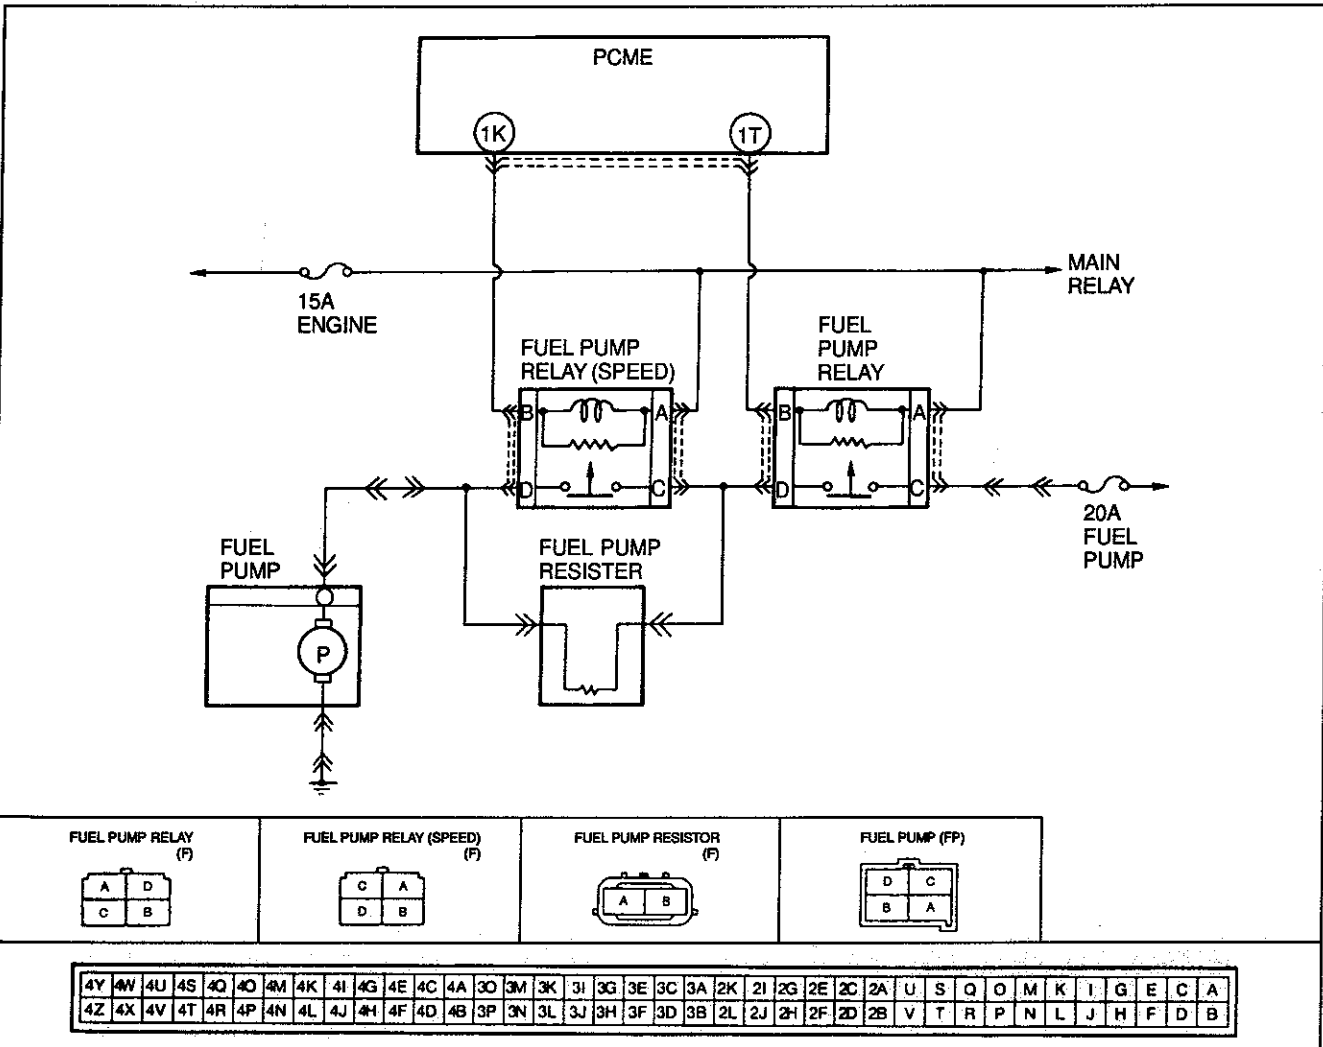 PCME
1K 1T
MAIN
RELAY
15A
ENGINE
FUEL PUMP
RELAY (SPEED)
FUEL
PUMP
RELAY
B A B A
D C D C
20A
FUEL
PUMP
FUEL
PUMP
FUEL PUMP
RESISTER
P
FUEL PUMP RELAY
(F)
A D
C B
FUEL PUMP RELAY (SPEED)
(F)
C A
D B
FUEL PUMP RESISTOR
(F)
A B
FUEL PUMP (FP)
D C
B A
4Y 4W 4U 4S 4Q 4O 4M 4K 4I 4G 4E 4C 4A 3O 3M 3K 3I 3G 3E 3C 3A 2K 2I 2G 2E 2C 2A U S Q O M K I G E C A
4Z 4X 4V 4T 4R 4P 4N 4L 4J 4H 4F 4D 4B 3P 3N 3L 3J 3H 3F 3D 3B 2L 2J 2H 2F 2D 2B V T R P N L J H F D B